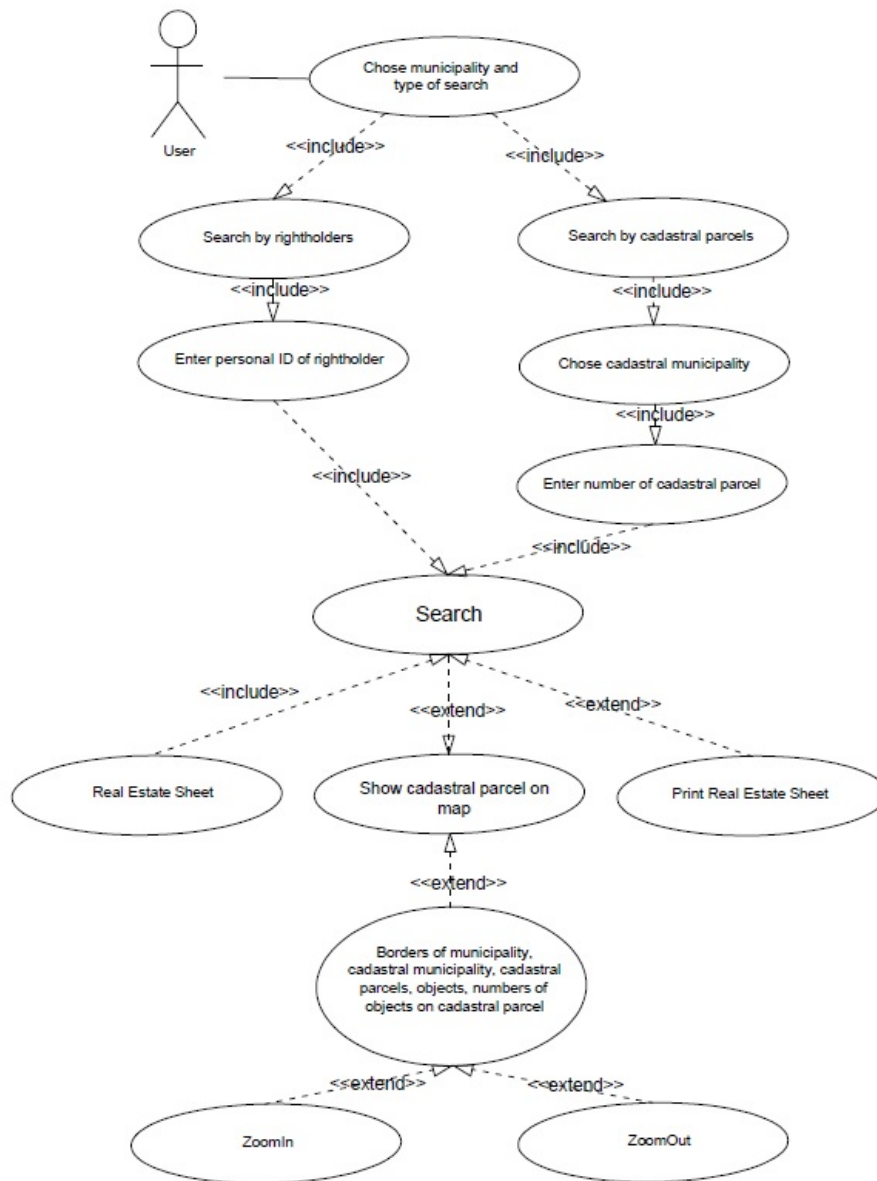 Chose municipality and
type of search
User
<<include>>
<<include>>
Search by rightholders
Search by cadastral parcels
<<include>>
<<include>>
Enter personal ID of rightholder
Chose cadastral municipality
<<include>>
<<include>>
Enter number of cadastral parcel
<<include>>
Search
<<include>>
<<extend>>
<<extend>>
Real Estate Sheet
Show cadastral parcel on
map
Print Real Estate Sheet
<<extend>>
Borders of municipality,
cadastral municipality, cadastral
parcels, objects, numbers of
objects on cadastral parcel
<<extend>>
<<extend>>
ZoomIn
ZoomOut